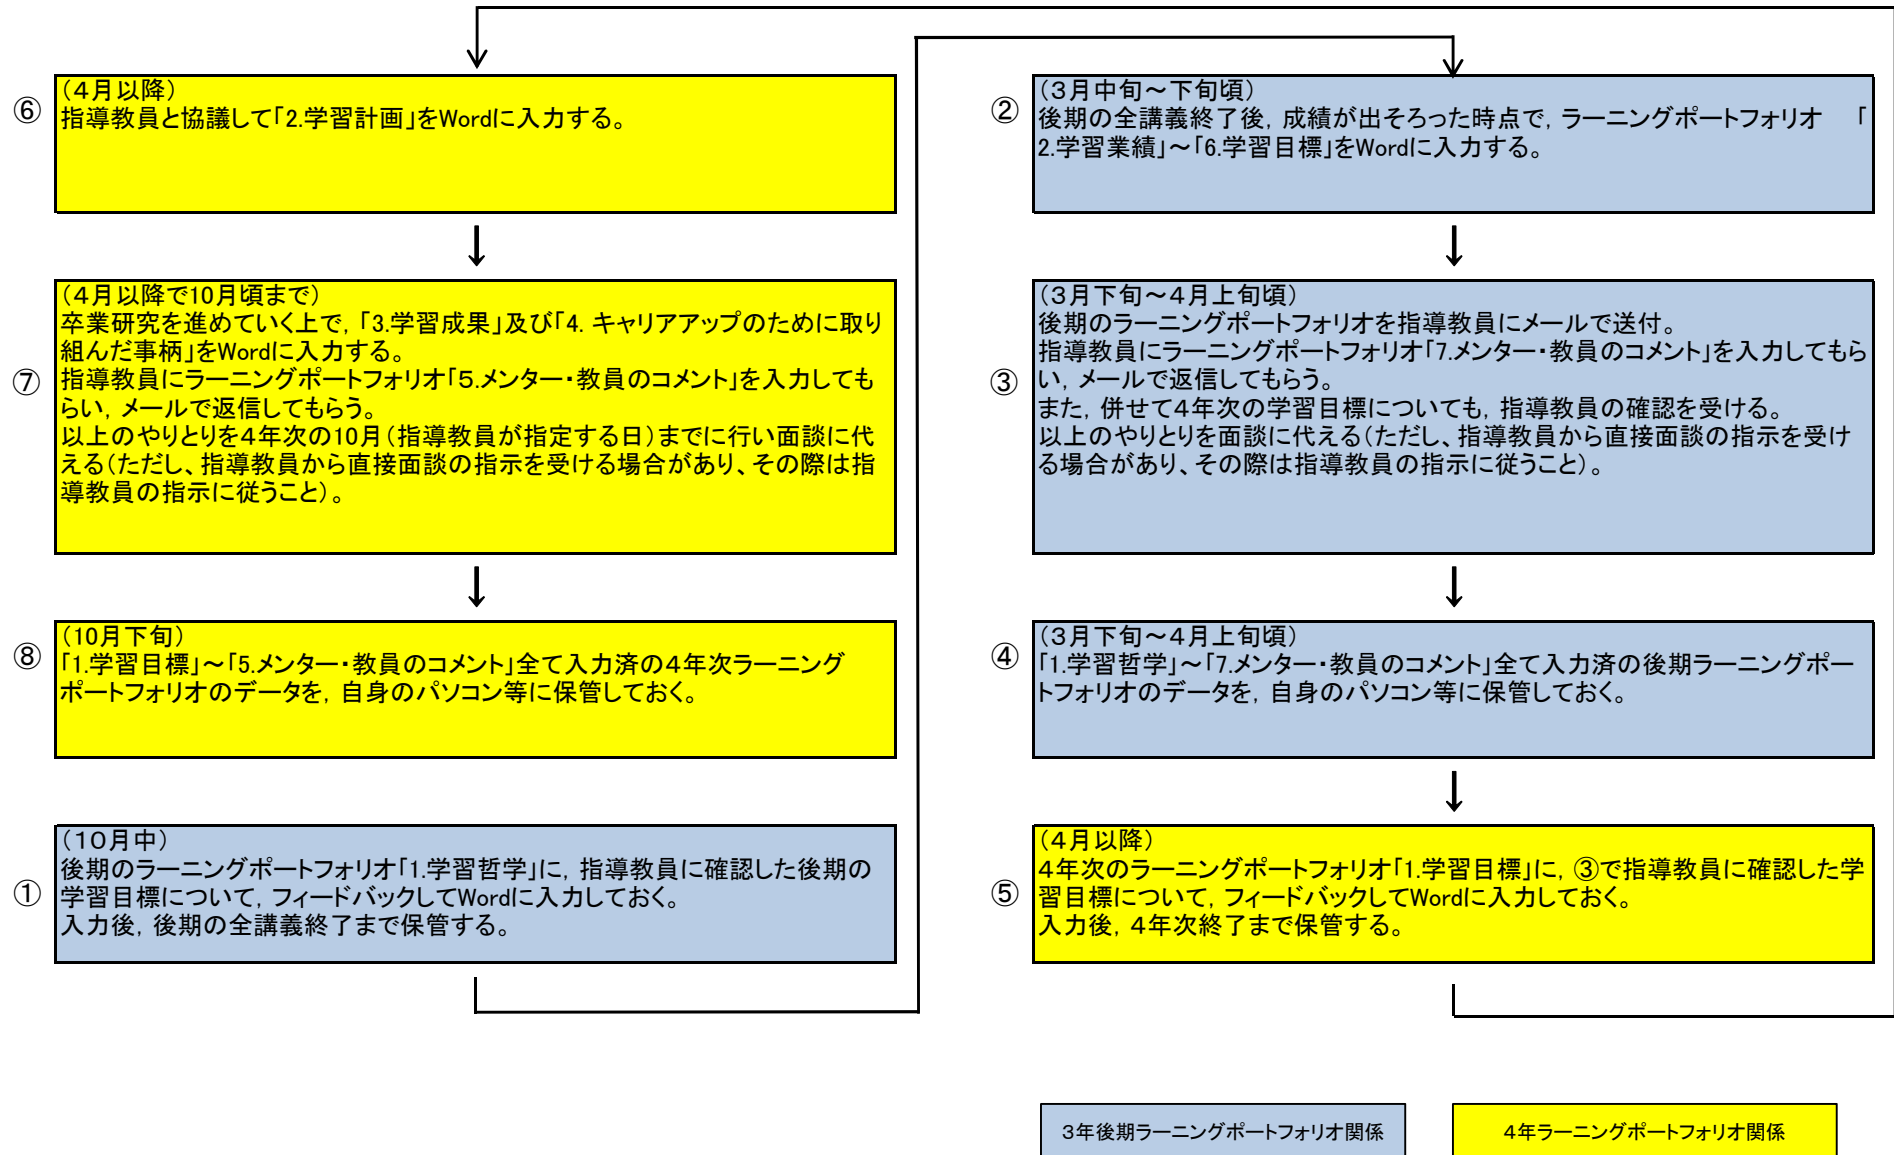 ⑥
(４月以降)
指導教員と協議して「2.学習計画」をWordに入力する。
⑦
(４月以降で10月頃まで)
卒業研究を進めていく上で，「3.学習成果」及び「4. キャリアアップのために取り
組んだ事柄」をWordに入力する。
指導教員にラーニングポートフォリオ「５.メンター・教員のコメント」を入力しても
らい，メールで返信してもらう。
以上のやりとりを４年次の10月(指導教員が指定する日)までに行い面談に代
える(ただし、指導教員から直接面談の指示を受ける場合があり、その際は指
導教員の指示に従うこと)。
⑧
(10月下旬)
「1.学習目標」～「5.メンター・教員のコメント」全て入力済の４年次ラーニング
ポートフォリオのデータを，自身のパソコン等に保管しておく。
①
(１０月中)
後期のラーニングポートフォリオ「1.学習哲学」に，指導教員に確認した後期の
学習目標について，フィードバックしてWordに入力しておく。
入力後，後期の全講義終了まで保管する。
②
(３月中旬～下旬頃)
後期の全講義終了後，成績が出そろった時点で，ラーニングポートフォリオ　「
2.学習業績」～「6.学習目標」をWordに入力する。
③
(３月下旬～４月上旬頃)
後期のラーニングポートフォリオを指導教員にメールで送付。
指導教員にラーニングポートフォリオ「7.メンター・教員のコメント」を入力してもら
い，メールで返信してもらう。
また，併せて４年次の学習目標についても，指導教員の確認を受ける。
以上のやりとりを面談に代える(ただし、指導教員から直接面談の指示を受け
る場合があり、その際は指導教員の指示に従うこと)。
④
(３月下旬～４月上旬頃)
「1.学習哲学」～「7.メンター・教員のコメント」全て入力済の後期ラーニングポー
トフォリオのデータを，自身のパソコン等に保管しておく。
⑤
(４月以降)
４年次のラーニングポートフォリオ「1.学習目標」に，③で指導教員に確認した学
習目標について，フィードバックしてWordに入力しておく。
入力後，４年次終了まで保管する。
３年後期ラーニングポートフォリオ関係
４年ラーニングポートフォリオ関係